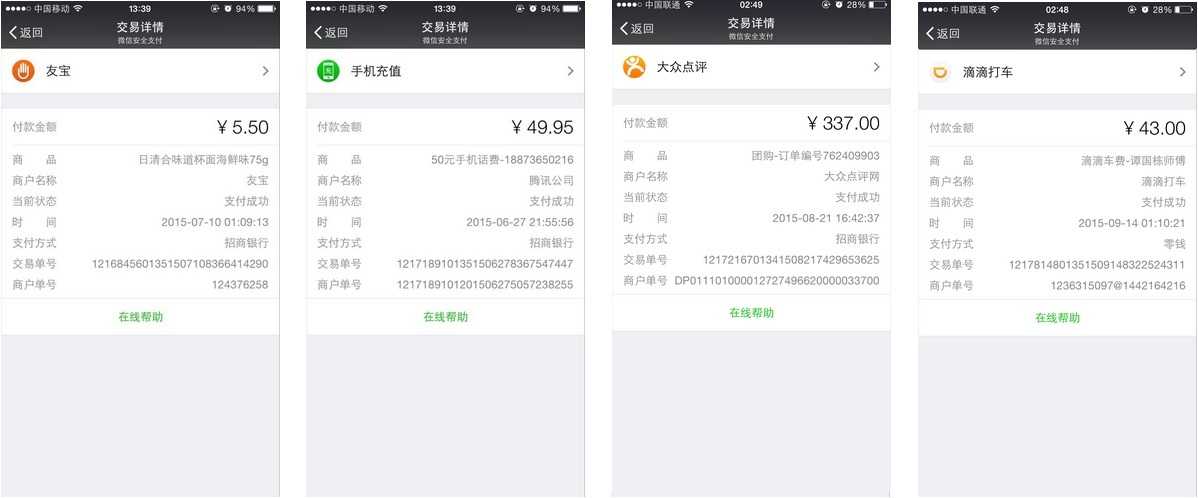 中国移动 13:39 94%
返回 交易详情
微信安全支付
友宝
付款金额 ¥ 5.50
商 品 日清合味道杯面海鲜味75g
商户名称 友宝
当前状态 支付成功
时 间 2015-07-10 01:09:13
支付方式 招商银行
交易单号 1216845601351507108366414290
商户单号 124376258
在线帮助
中国移动 13:39 94%
返回 交易详情
微信安全支付
手机充值
付款金额 ¥ 49.95
商 品 50元手机话费-18873650216
商户名称 腾讯公司
当前状态 支付成功
时 间 2015-06-27 21:55:56
支付方式 招商银行
交易单号 1217189101351506278367547447
商户单号 1217189101201506275057238255
在线帮助
中国联通 02:49 28%
返回 交易详情
微信安全支付
大众点评
付款金额 ¥ 337.00
商 品 团购-订单编号762409903
商户名称 大众点评网
当前状态 支付成功
时 间 2015-08-21 16:42:37
支付方式 招商银行
交易单号 1217216701341508217429653625
商户单号 DP0111010000127274966200000​33700
在线帮助
中国联通 02:48 28%
返回 交易详情
微信安全支付
滴滴打车
付款金额 ¥ 43.00
商 品 滴滴车费-谭国栋师傅
商户名称 滴滴打车
当前状态 支付成功
时 间 2015-09-14 01:10:21
支付方式 零钱
交易单号 1217814801351509148322524311
商户单号 1236315097@1442164216
在线帮助